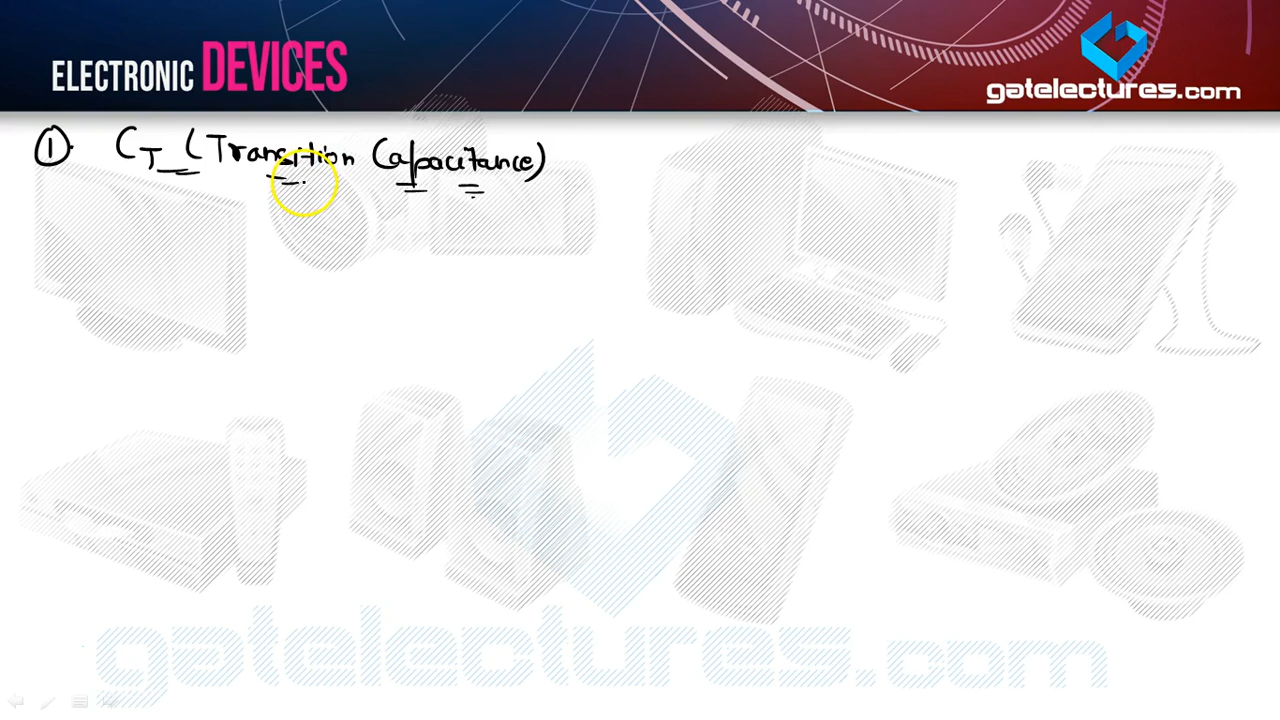 ELECTRONIC DEVICES
gatelectures.com
① C_T (Transition Capacitance)
gatelectures.com